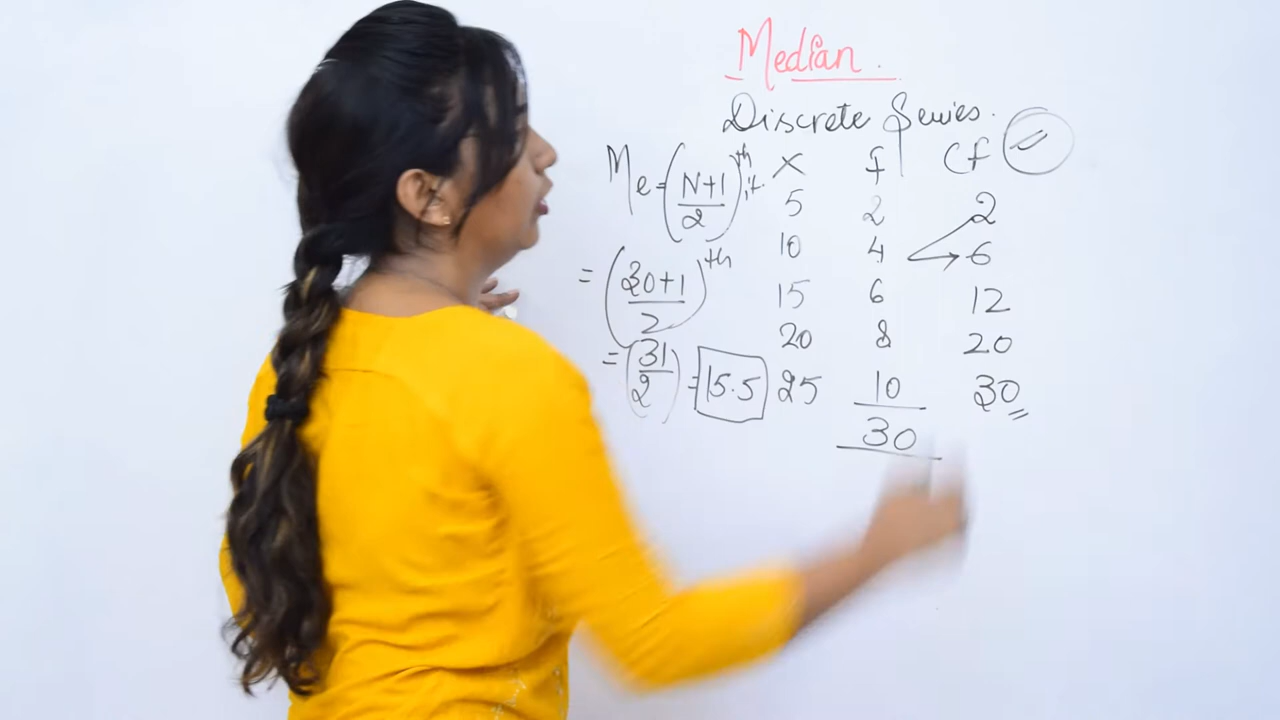 Median.
Discrete Series.
Me = (N+1/2)th it. X f Cf
5 2 2
10 4 6
= (30+1/2)th 15 6 12
20 8 20
= (31/2) = 15.5 25 10 30
30